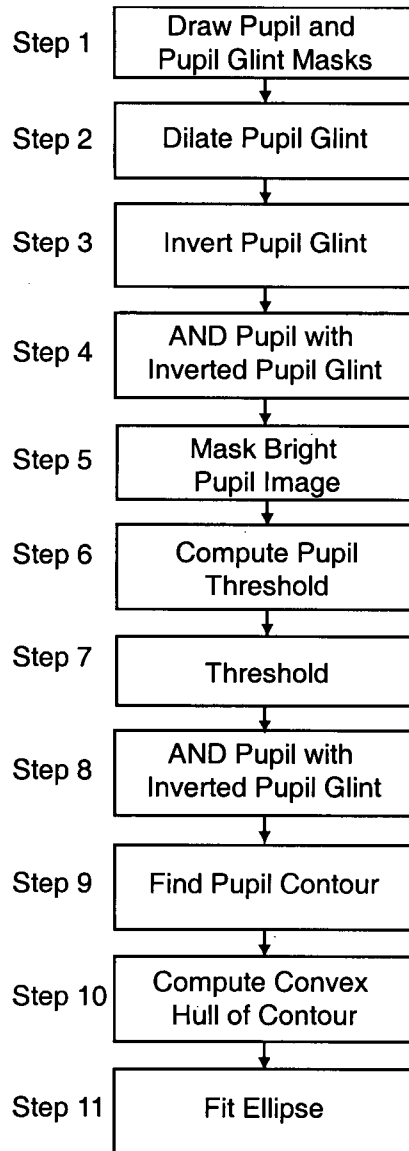 Step 1
Draw Pupil and
Pupil Glint Masks
Step 2
Dilate Pupil Glint
Step 3
Invert Pupil Glint
Step 4
AND Pupil with
Inverted Pupil Glint
Step 5
Mask Bright
Pupil Image
Step 6
Compute Pupil
Threshold
Step 7
Threshold
Step 8
AND Pupil with
Inverted Pupil Glint
Step 9
Find Pupil Contour
Step 10
Compute Convex
Hull of Contour
Step 11
Fit Ellipse